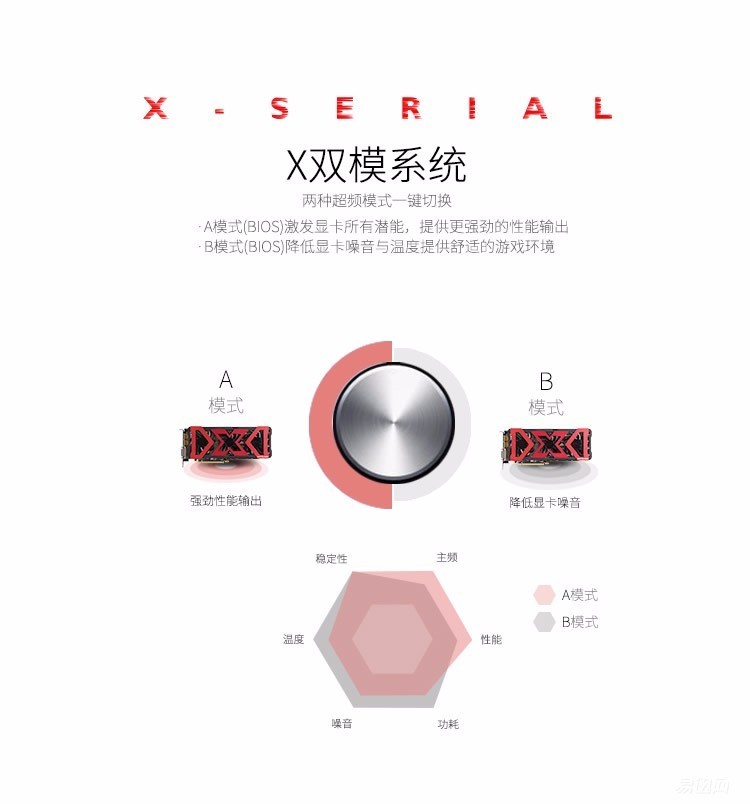 X - SERIAL
X双模系统
两种超频模式一键切换
·A模式(BIOS)激发显卡所有潜能，提供更强劲的性能输出
·B模式(BIOS)降低显卡噪音与温度提供舒适的游戏环境
A
模式
强劲性能输出
B
模式
降低显卡噪音
稳定性
主频
温度
性能
噪音
功耗
A模式
B模式